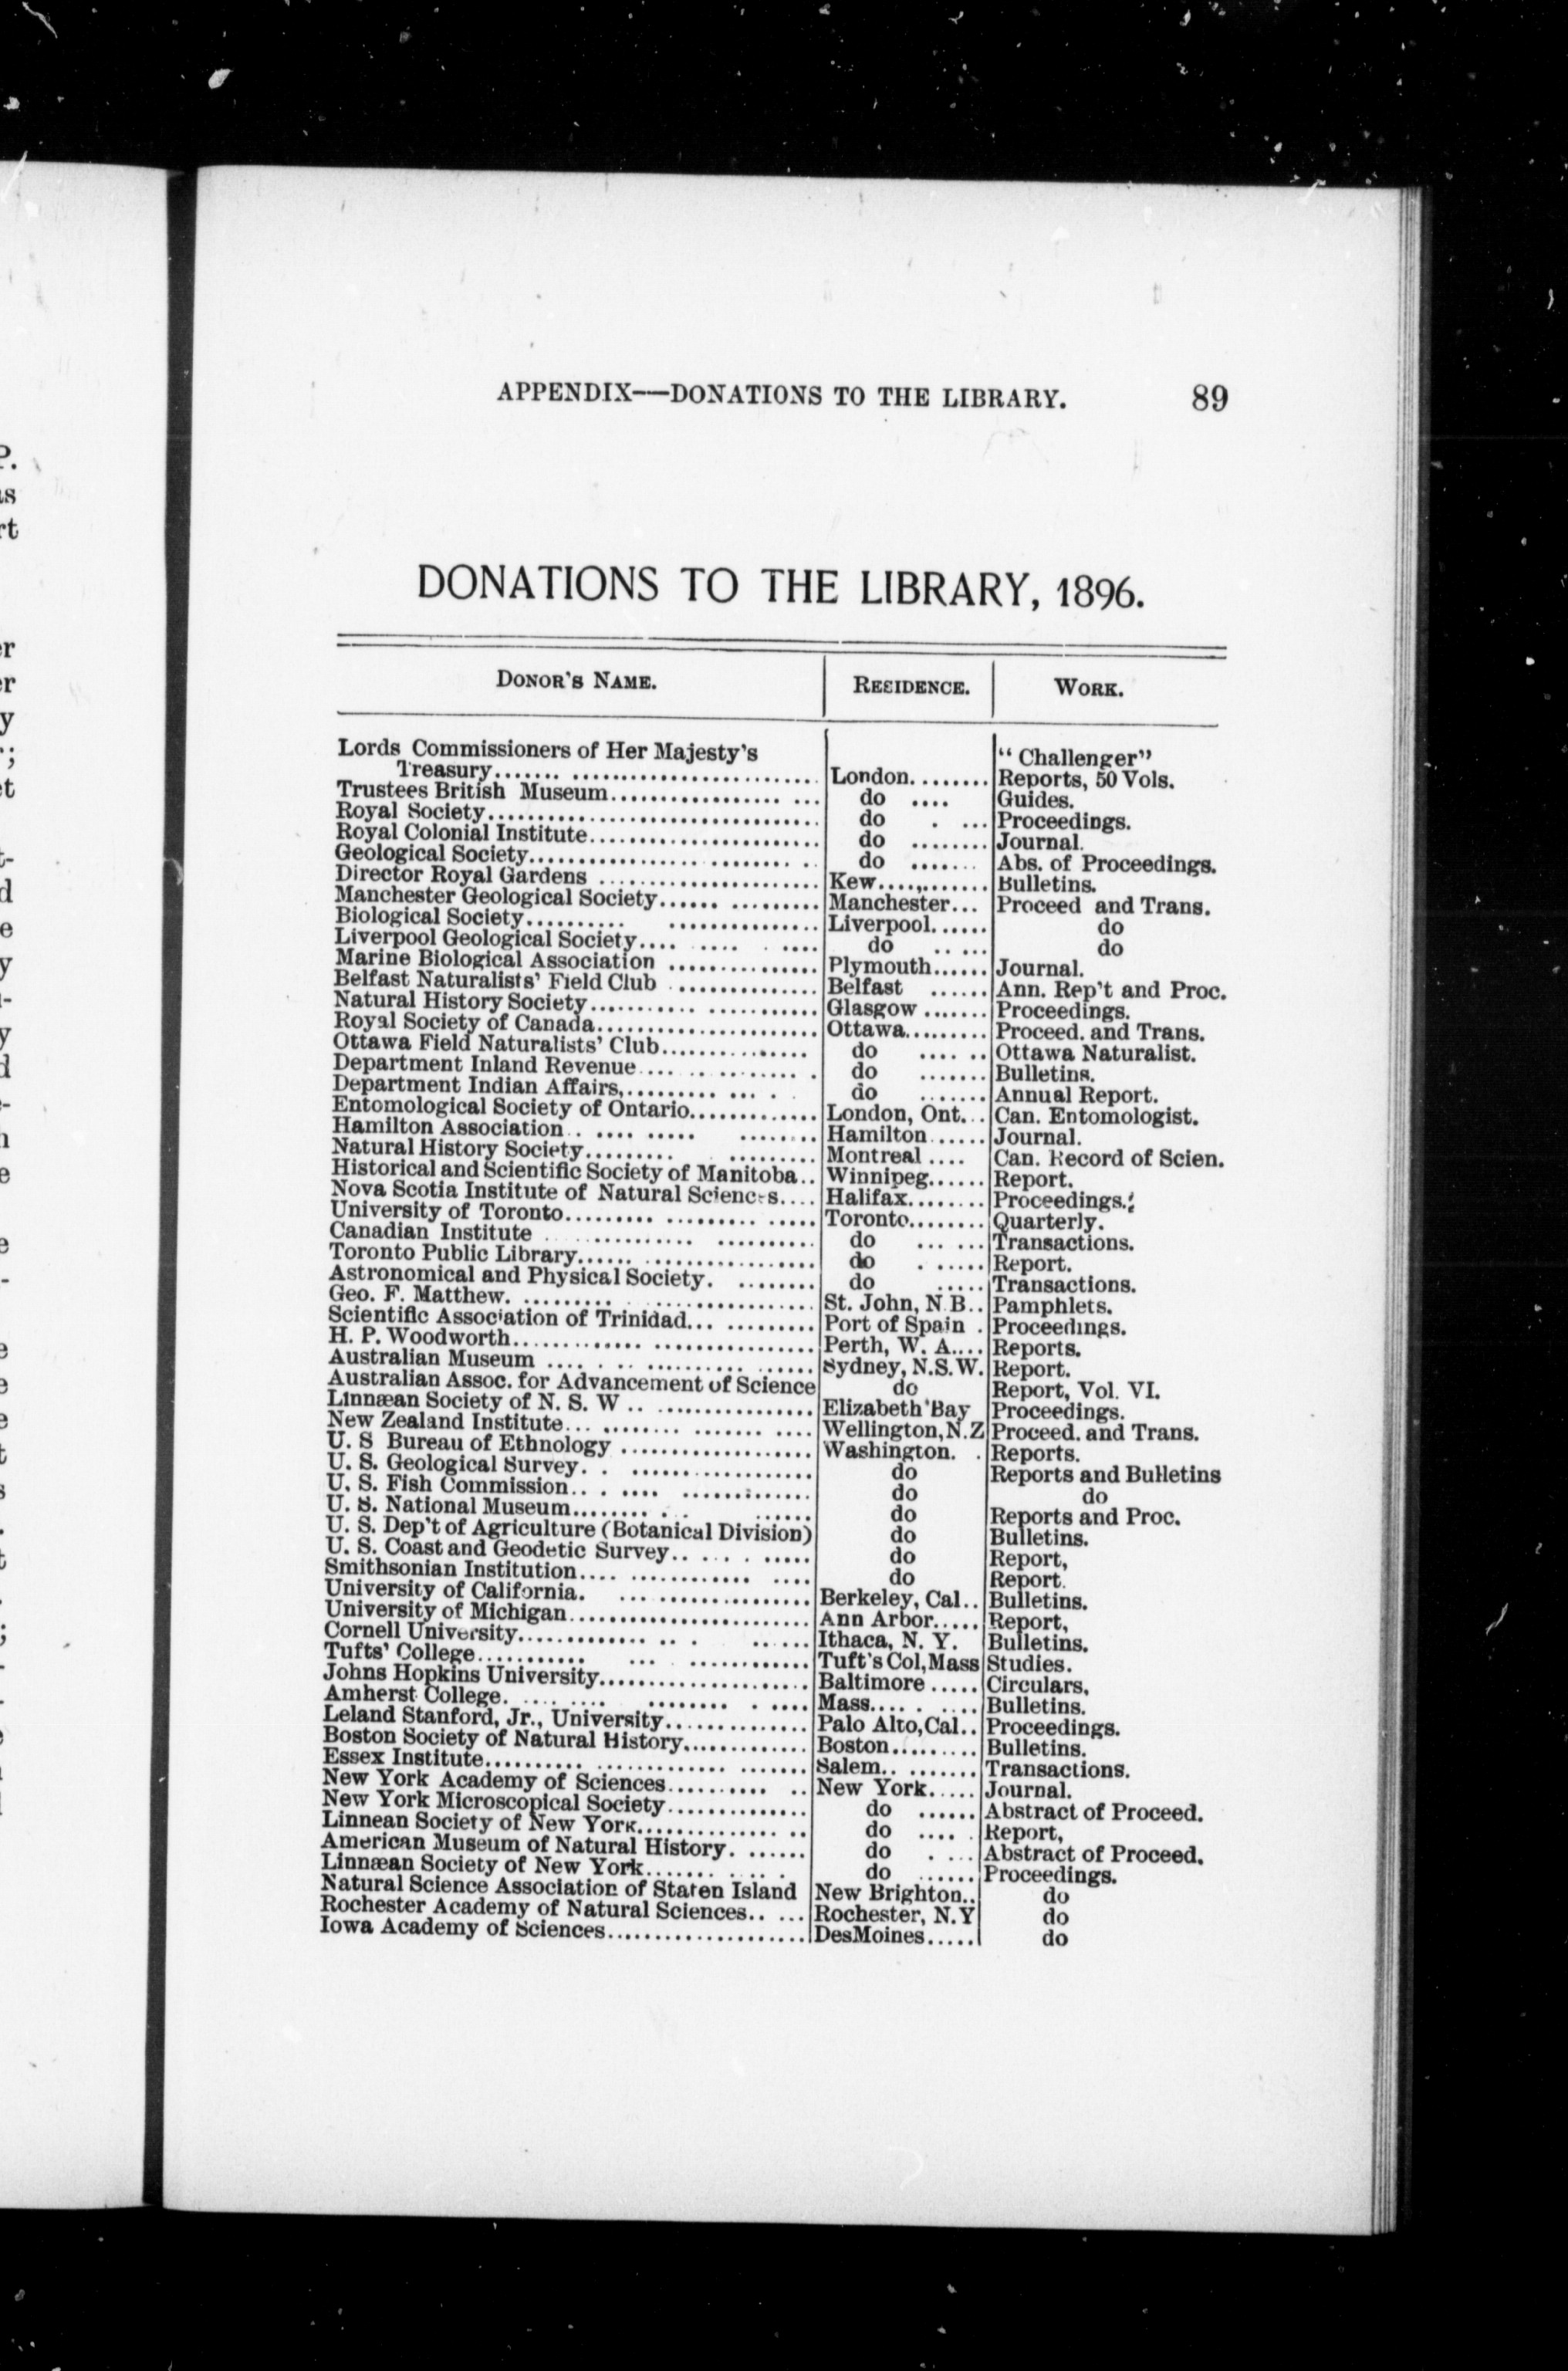 APPENDIX—DONATIONS TO THE LIBRARY. 89
DONATIONS TO THE LIBRARY, 1896.
DONOR'S NAME. RESIDENCE. WORK.
Lords Commissioners of Her Majesty's "Challenger"
Treasury London Reports, 50 Vols.
Trustees British Museum do Guides.
Royal Society do Proceedings.
Royal Colonial Institute do Journal.
Geological Society do Abs. of Proceedings.
Director Royal Gardens Kew Bulletins.
Manchester Geological Society Manchester Proceed and Trans.
Biological Society Liverpool do
Liverpool Geological Society do do
Marine Biological Association Plymouth Journal.
Belfast Naturalists' Field Club Belfast Ann. Rep't and Proc.
Natural History Society Glasgow Proceedings.
Royal Society of Canada Ottawa Proceed. and Trans.
Ottawa Field Naturalists' Club do Ottawa Naturalist.
Department Inland Revenue do Bulletins.
Department Indian Affairs, do Annual Report.
Entomological Society of Ontario London, Ont. Can. Entomologist.
Hamilton Association Hamilton Journal.
Natural History Society Montreal Can. Record of Scien.
Historical and Scientific Society of Manitoba Winnipeg Report.
Nova Scotia Institute of Natural Sciences Halifax Proceedings.
University of Toronto Toronto Quarterly.
Canadian Institute do Transactions.
Toronto Public Library do Report.
Astronomical and Physical Society do Transactions.
Geo. F. Matthew St. John, N B. Pamphlets.
Scientific Association of Trinidad Port of Spain Proceedings.
H. P. Woodworth Perth, W. A. Reports.
Australian Museum Sydney, N.S.W. Report.
Australian Assoc. for Advancement of Science do Report, Vol. VI.
Linnæan Society of N. S. W Elizabeth Bay Proceedings.
New Zealand Institute Wellington, N.Z Proceed. and Trans.
U. S Bureau of Ethnology Washington. Reports.
U. S. Geological Survey do Reports and Bulletins
U. S. Fish Commission do do
U. S. National Museum do Reports and Proc.
U. S. Dep't of Agriculture (Botanical Division) do Bulletins.
U. S. Coast and Geodetic Survey do Report,
Smithsonian Institution do Report.
University of California Berkeley, Cal. Bulletins.
University of Michigan Ann Arbor Report,
Cornell University Ithaca, N. Y. Bulletins.
Tufts' College Tuft's Col, Mass Studies.
Johns Hopkins University Baltimore Circulars,
Amherst College Mass. Bulletins.
Leland Stanford, Jr., University Palo Alto, Cal. Proceedings.
Boston Society of Natural History Boston Bulletins.
Essex Institute Salem Transactions.
New York Academy of Sciences New York Journal.
New York Microscopical Society do Abstract of Proceed.
Linnean Society of New York do Report,
American Museum of Natural History do Abstract of Proceed.
Linnæan Society of New York do Proceedings.
Natural Science Association of Staten Island New Brighton do
Rochester Academy of Natural Sciences Rochester, N.Y do
Iowa Academy of Sciences DesMoines do